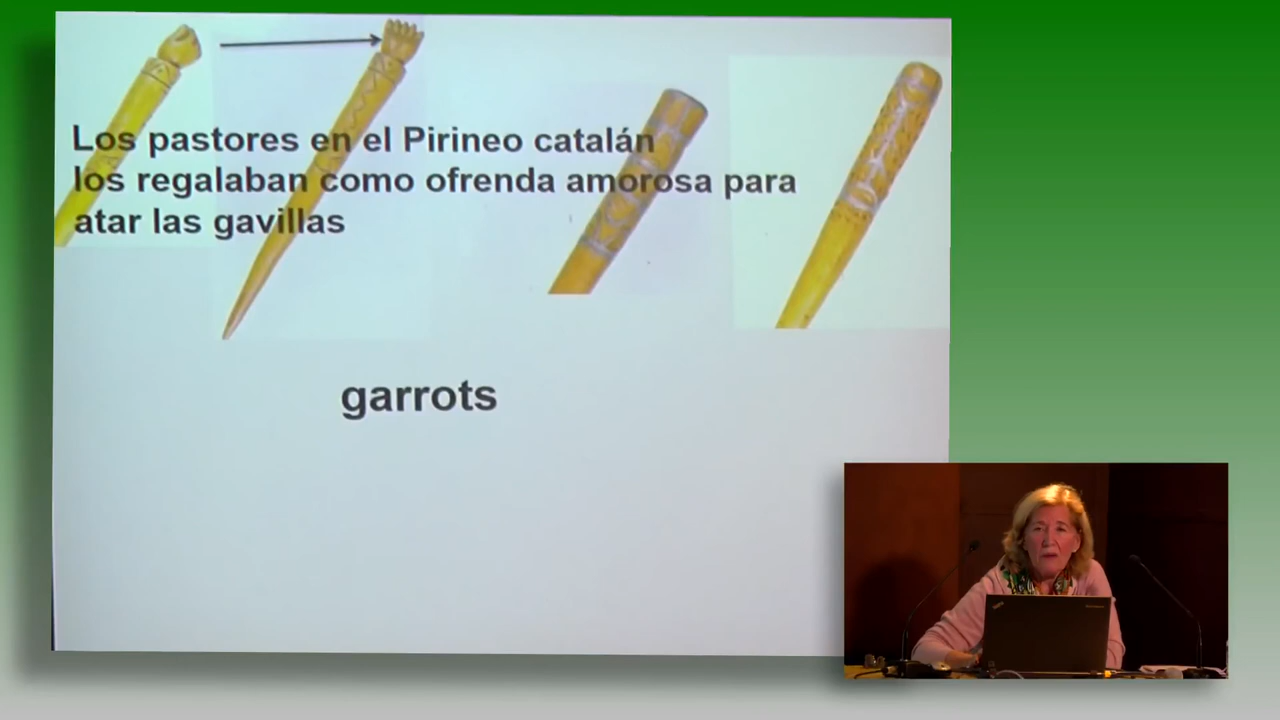 Los pastores en el Pirineo catalán
los regalaban como ofrenda amorosa para
atar las gavillas
garrots